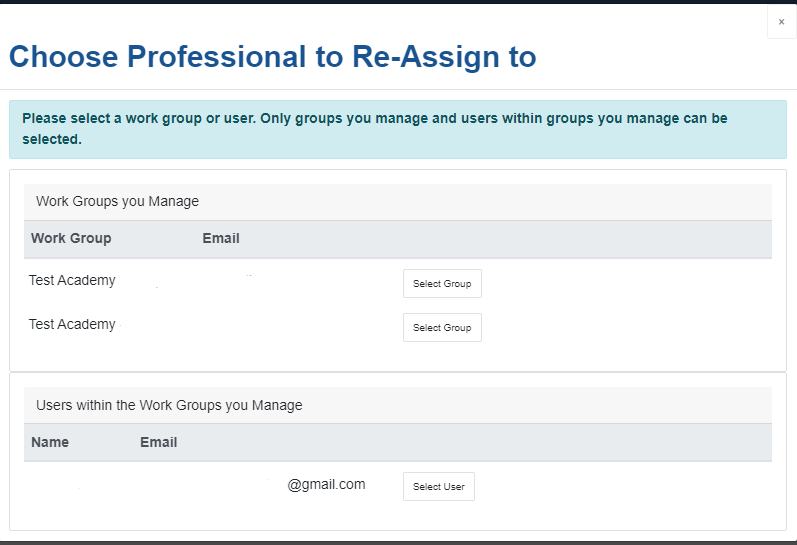 ×
Choose Professional to Re-Assign to
Please select a work group or user. Only groups you manage and users within groups you manage can be
selected.
Work Groups you Manage
Work Group Email
Test Academy Select Group
Test Academy Select Group
Users within the Work Groups you Manage
Name Email
@gmail.com Select User